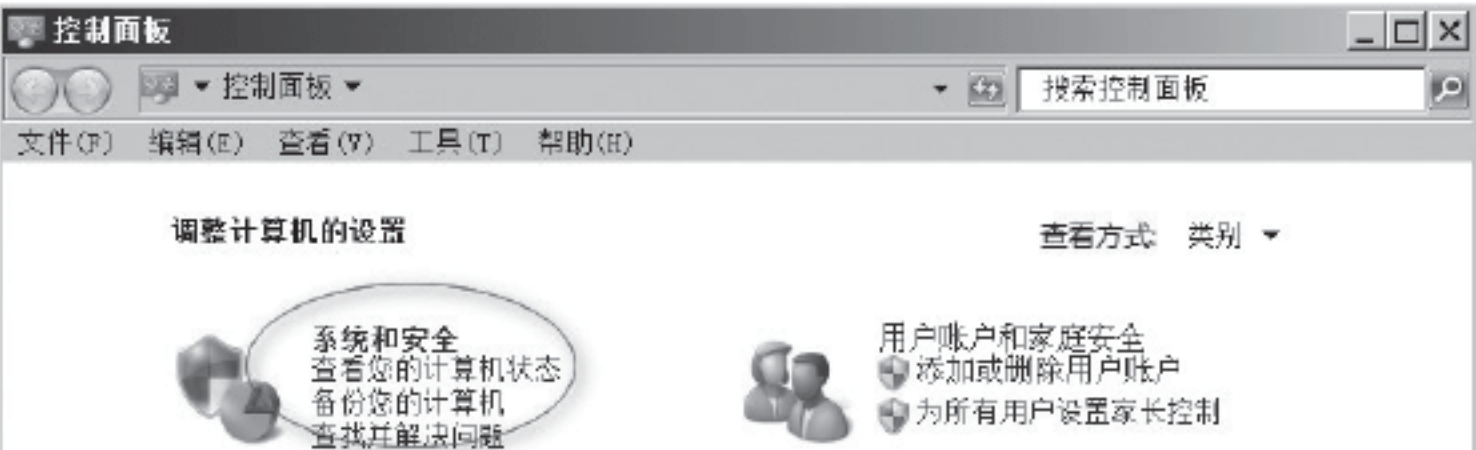 控制面板
控制面板
搜索控制面板
文件(F) 编辑(E) 查看(V) 工具(T) 帮助(H)
调整计算机的设置
查看方式: 类别
系统和安全
查看您的计算机状态
备份您的计算机
查找并解决问题
用户账户和家庭安全
添加或删除用户账户
为所有用户设置家长控制